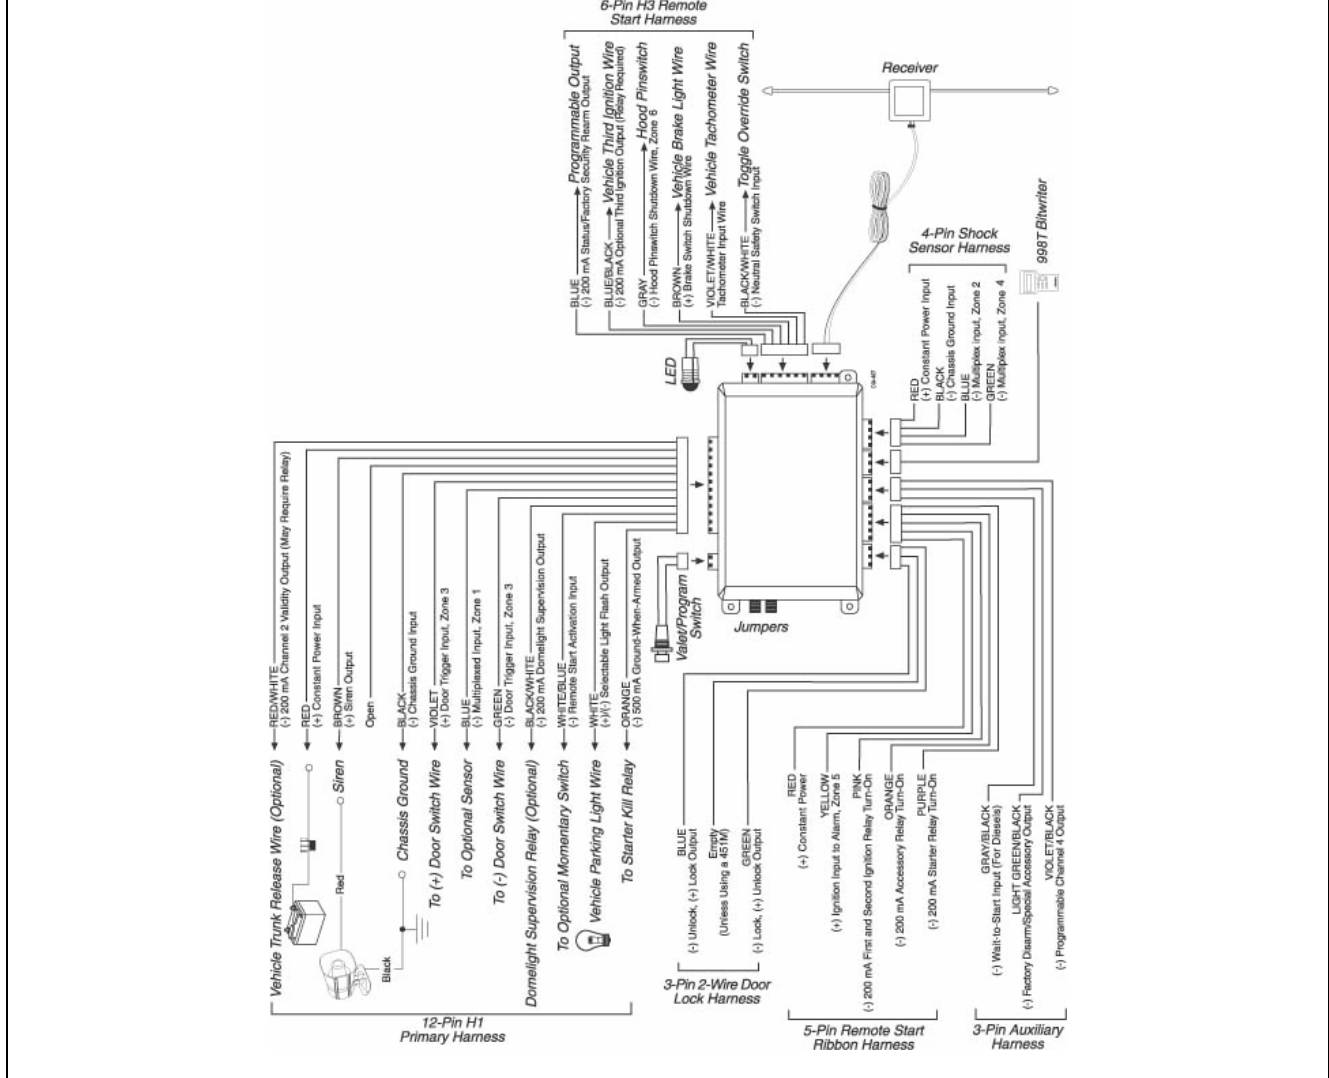 6-Pin H3 Remote
Start Harness
BLUE
Programmable Output
(-) 200 mA Status/Factory Security Rearm Output
BLUE/BLACK
Vehicle Third Ignition Wire
(-) 200 mA Optional Third Ignition Output (Relay Required)
GRAY
Hood Pinswitch
(-) Hood Pinswitch Shutdown Wire, Zone 6
BROWN
Vehicle Brake Light Wire
(+) Brake Switch Shutdown Wire
VIOLET/WHITE
Vehicle Tachometer Wire
Tachometer Input Wire
BLACK/WHITE
Toggle Override Switch
(-) Neutral Safety Switch Input
Receiver
4-Pin Shock
Sensor Harness
998T Bitwriter
RED
(+) Constant Power Input
BLACK
(-) Chassis Ground Input
BLUE
(-) Multiplex input, Zone 2
GREEN
(-) Multiplex input, Zone 4
LED
RED/WHITE
(-) 200 mA Channel 2 Validity Output (May Require Relay)
RED
(+) Constant Power Input
BROWN
(+) Siren Output
Open
BLACK
(-) Chassis Ground Input
VIOLET
(+) Door Trigger Input, Zone 3
BLUE
(-) Multiplexed Input, Zone 1
GREEN
(-) Door Trigger Input, Zone 3
BLACK/WHITE
(-) 200 mA Domelight Supervision Output
WHITE/BLUE
(-) Remote Start Activation Input
WHITE
(+)/(-) Selectable Light Flash Output
ORANGE
(-) 500 mA Ground-When-Armed Output
Valet/Program
Switch
Jumpers
Vehicle Trunk Release Wire (Optional)
Siren
Red
Black
Chassis Ground
To (+) Door Switch Wire
To Optional Sensor
To (-) Door Switch Wire
Domelight Supervision Relay (Optional)
To Optional Momentary Switch
Vehicle Parking Light Wire
To Starter Kill Relay
12-Pin H1
Primary Harness
BLUE
(-) Unlock, (+) Lock Output
Empty
(Unless Using a 451M)
GREEN
(-) Lock, (+) Unlock Output
3-Pin 2-Wire Door
Lock Harness
RED
(+) Constant Power
YELLOW
(+) Ignition Input to Alarm, Zone 5
PINK
(-) 200 mA First and Second Ignition Relay Turn-On
ORANGE
(-) 200 mA Accessory Relay Turn-On
PURPLE
(-) 200 mA Starter Relay Turn-On
5-Pin Remote Start
Ribbon Harness
GRAY/BLACK
(-) Wait-to-Start Input (For Diesels)
LIGHT GREEN/BLACK
(-) Factory Disarm/Special Accessory Output
VIOLET/BLACK
(-) Programmable Channel 4 Output
3-Pin Auxiliary
Harness